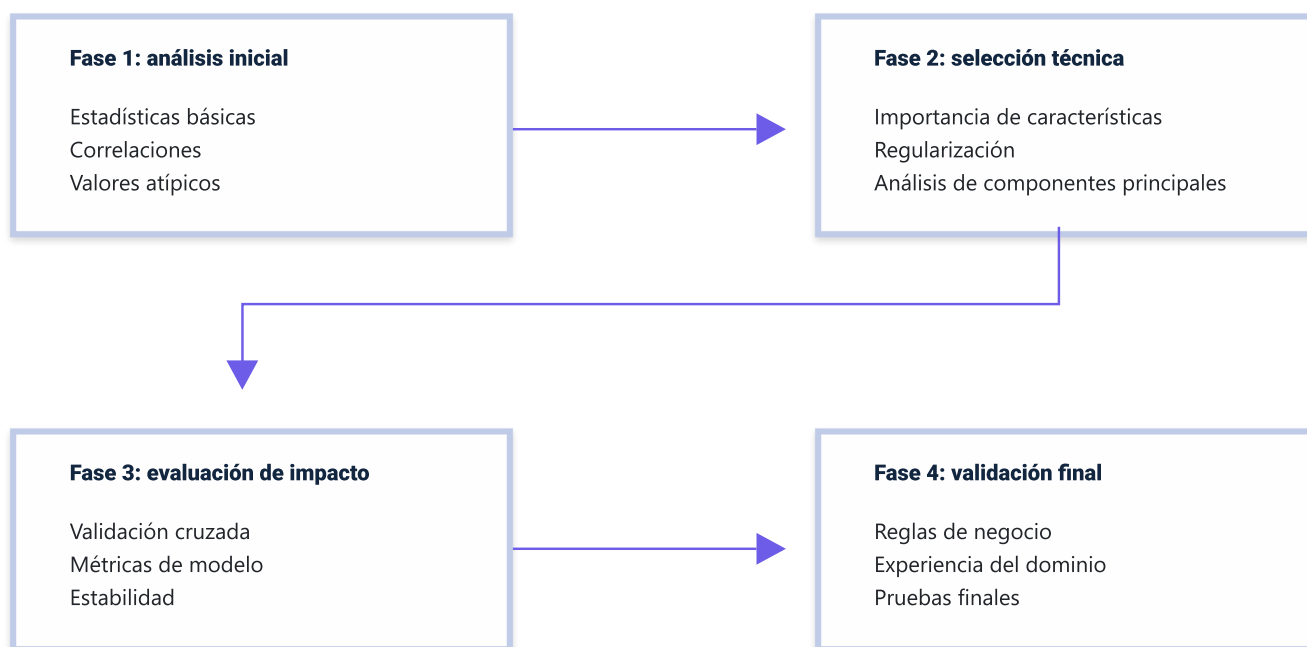 Fase 1: análisis inicial
Estadísticas básicas
Correlaciones
Valores atípicos
Fase 2: selección técnica
Importancia de características
Regularización
Análisis de componentes principales
Fase 3: evaluación de impacto
Validación cruzada
Métricas de modelo
Estabilidad
Fase 4: validación final
Reglas de negocio
Experiencia del dominio
Pruebas finales